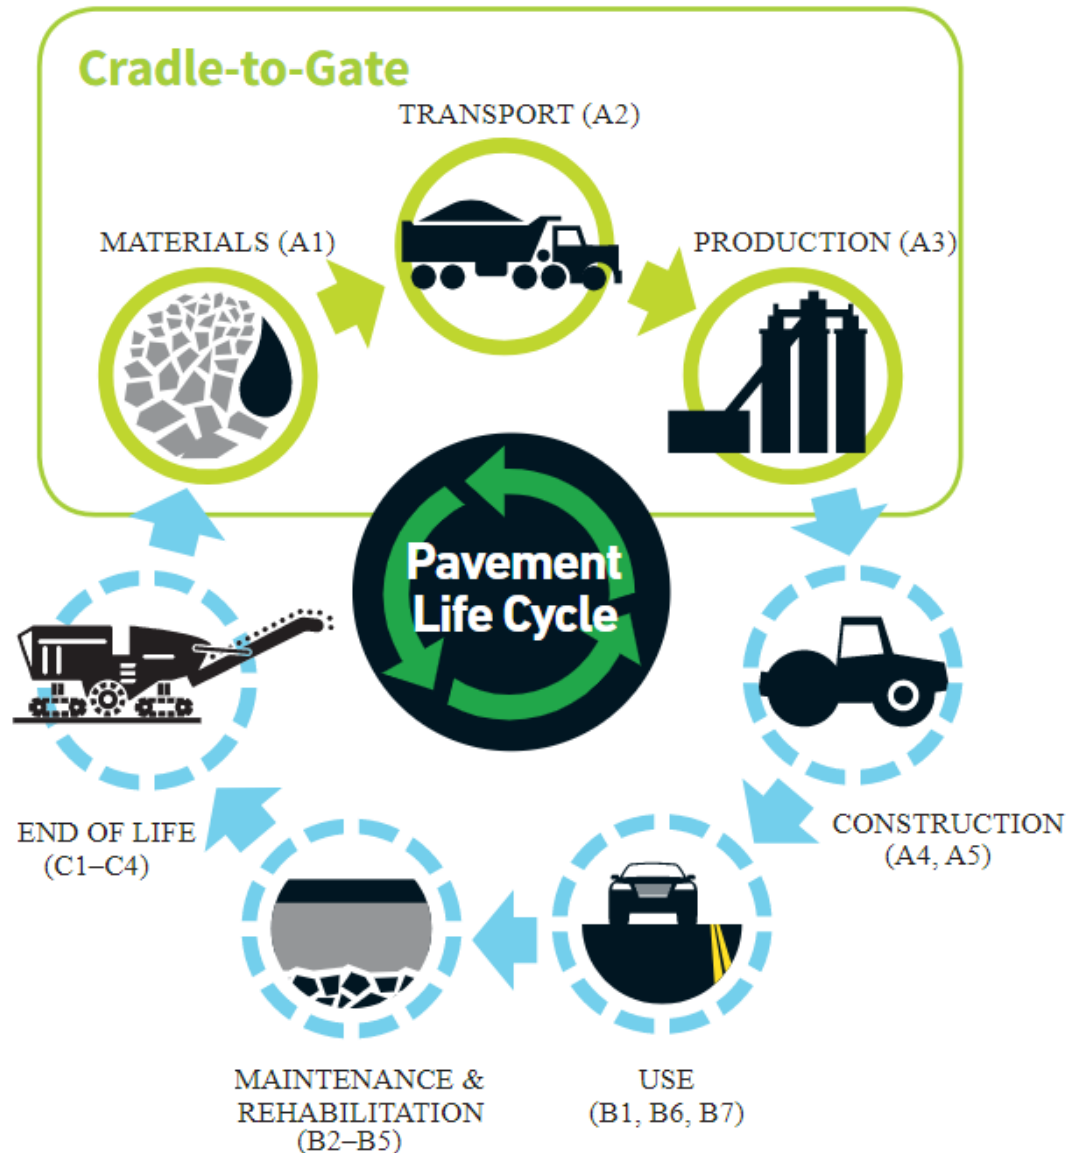 Cradle-to-Gate
TRANSPORT (A2)
MATERIALS (A1)
PRODUCTION (A3)
Pavement
Life Cycle
CONSTRUCTION
(A4, A5)
END OF LIFE
(C1–C4)
MAINTENANCE &
REHABILITATION
(B2–B5)
USE
(B1, B6, B7)